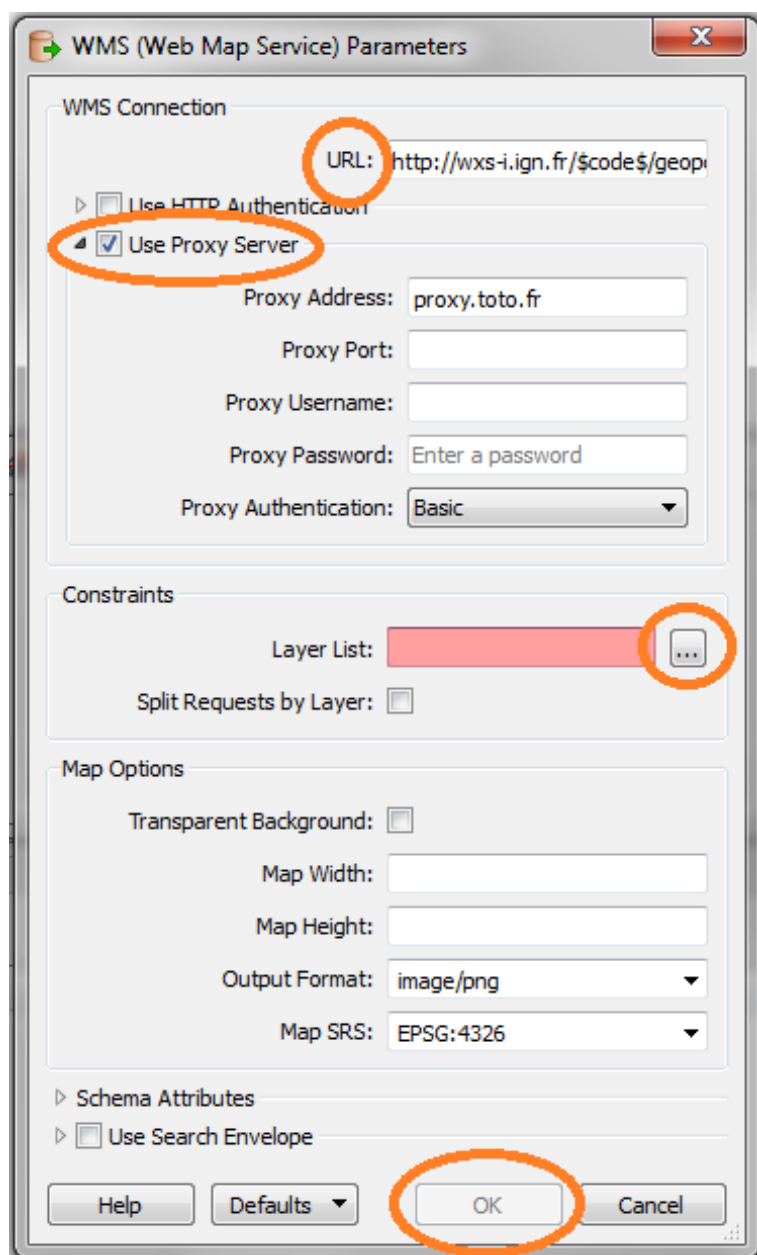 WMS (Web Map Service) Parameters
WMS Connection
URL: http://wxs-i.ign.fr/$code$/geop
Use HTTP Authentication
Use Proxy Server
Proxy Address: proxy.toto.fr
Proxy Port:
Proxy Username:
Proxy Password: Enter a password
Proxy Authentication: Basic
Constraints
Layer List: ...
Split Requests by Layer:
Map Options
Transparent Background:
Map Width:
Map Height:
Output Format: image/png
Map SRS: EPSG:4326
Schema Attributes
Use Search Envelope
Help Defaults OK Cancel